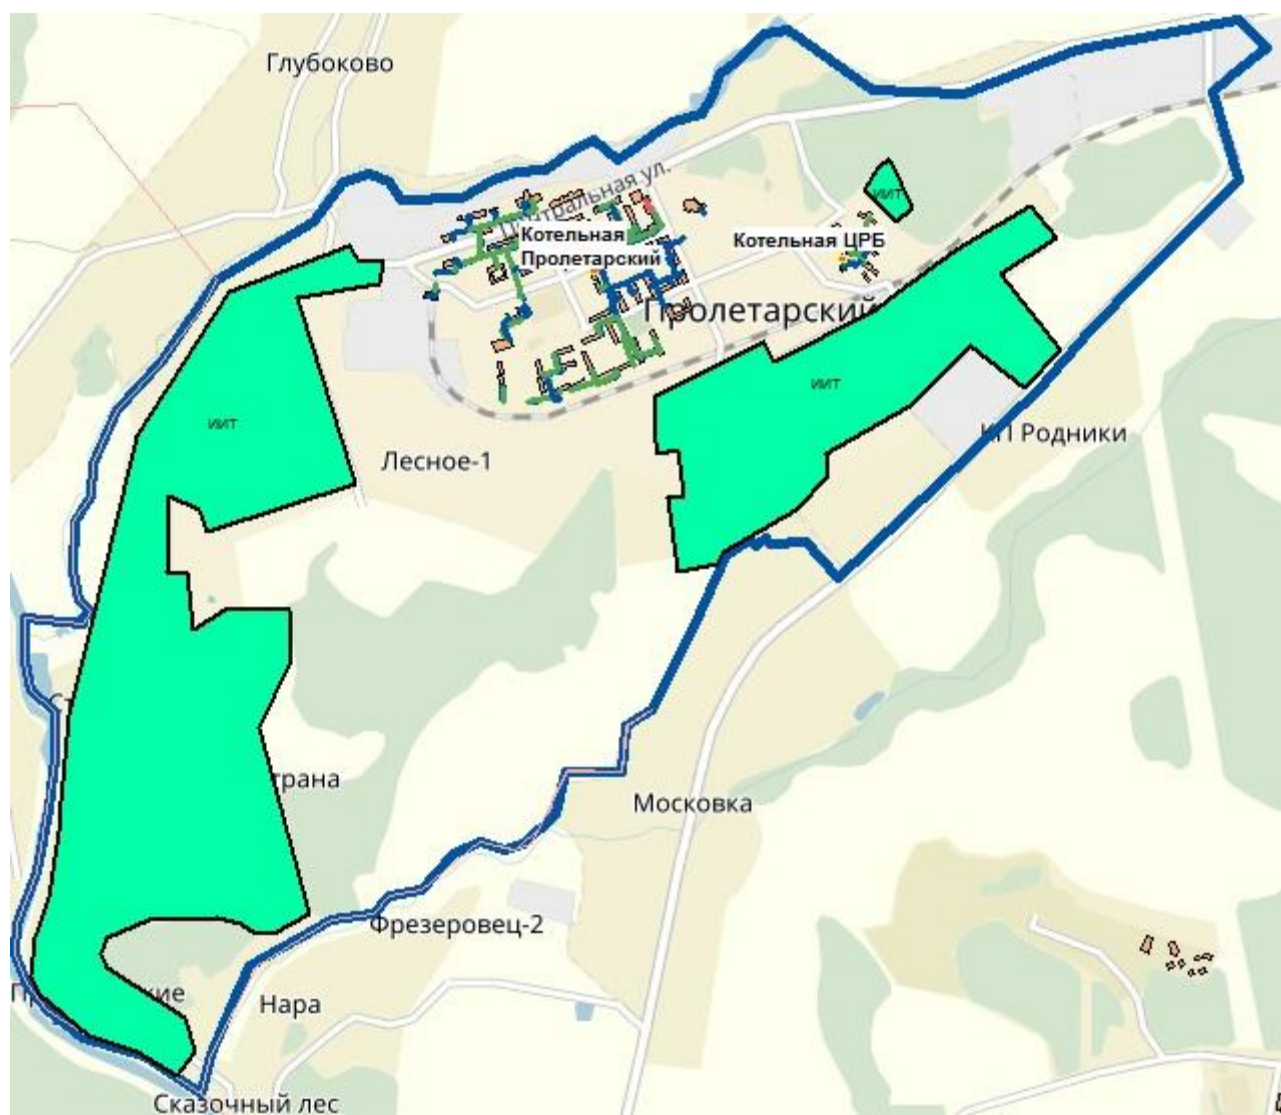 Глубоково
Центральная ул.
иит
Котельная
Пролетарский
Котельная ЦРБ
Пролетарский
иит
иит
КП Родники
Лесное-1
Московка
Фрезеровец-2
Нара
Сказочный лес